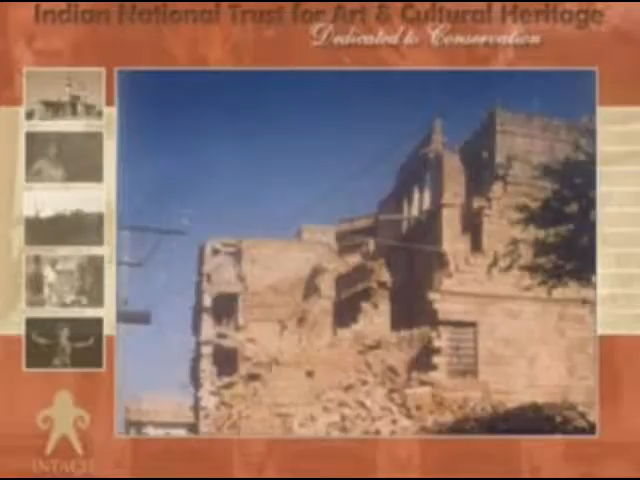 Indian National Trust for Art & Cultural Heritage
Dedicated to Conservation
INTACH